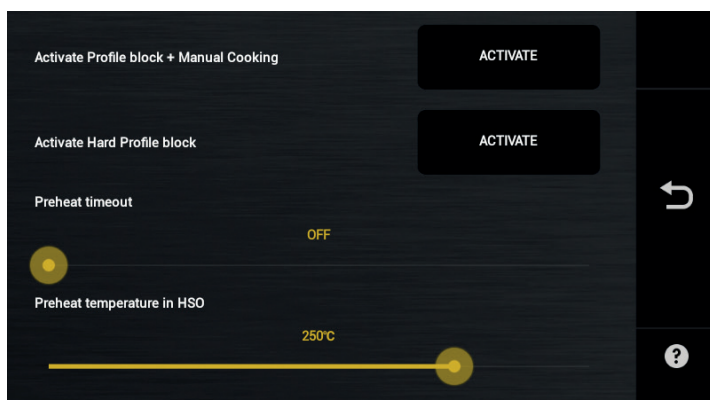 Activate Profile block + Manual Cooking
ACTIVATE
Activate Hard Profile block
ACTIVATE
Preheat timeout
OFF
Preheat temperature in HSO
250°C
?